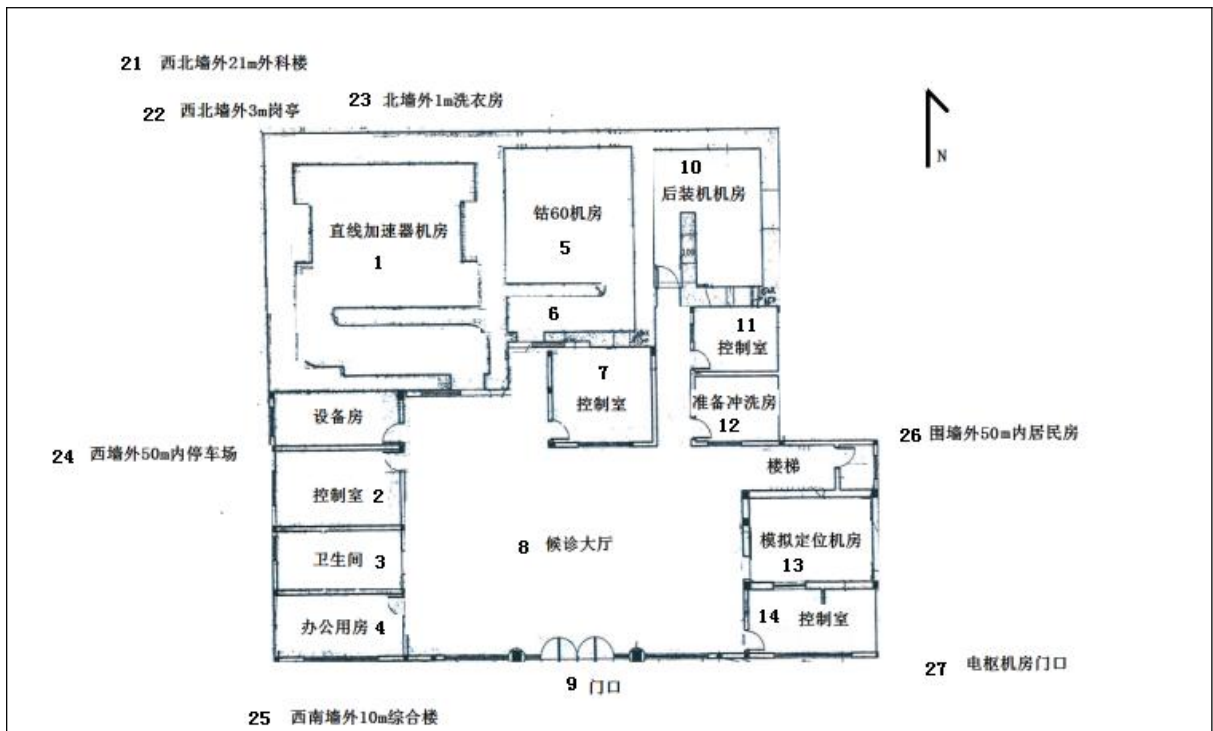 21 西北墙外21m外科楼
23 北墙外1m洗衣房
22 西北墙外3m岗亭
N
10
后装机机房
钴60机房
5
直线加速器机房
1
6
11
控制室
7
控制室
准备冲洗房
12
设备房
26 围墙外50m内居民房
24 西墙外50m内停车场
楼梯
控制室 2
8 候诊大厅
模拟定位机房
13
卫生间 3
14 控制室
办公用房 4
27 电枢机房门口
9 门口
25 西南墙外10m综合楼